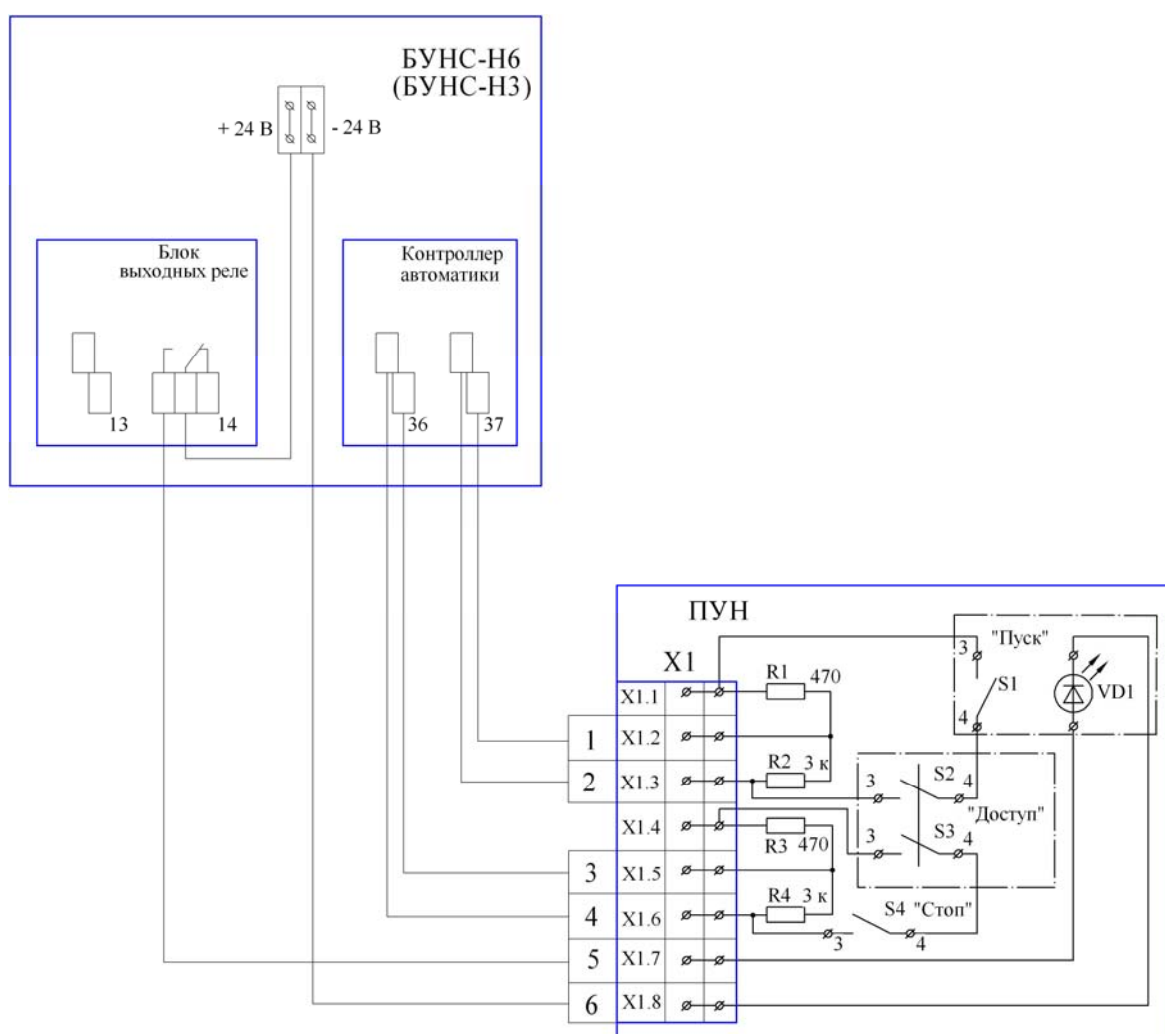 БУНС-Н6
(БУНС-Н3)
+ 24 В
- 24 В
Блок
выходных реле
Контроллер
автоматики
13
14
36
37
ПУН
X1
"Пуск"
3
S1
4
VD1
X1.1
R1
470
1
X1.2
2
X1.3
R2
3 к
3
S2
4
"Доступ"
X1.4
R3
470
3
S3
4
3
X1.5
4
X1.6
R4
3 к
S4
"Стоп"
3
4
5
X1.7
6
X1.8